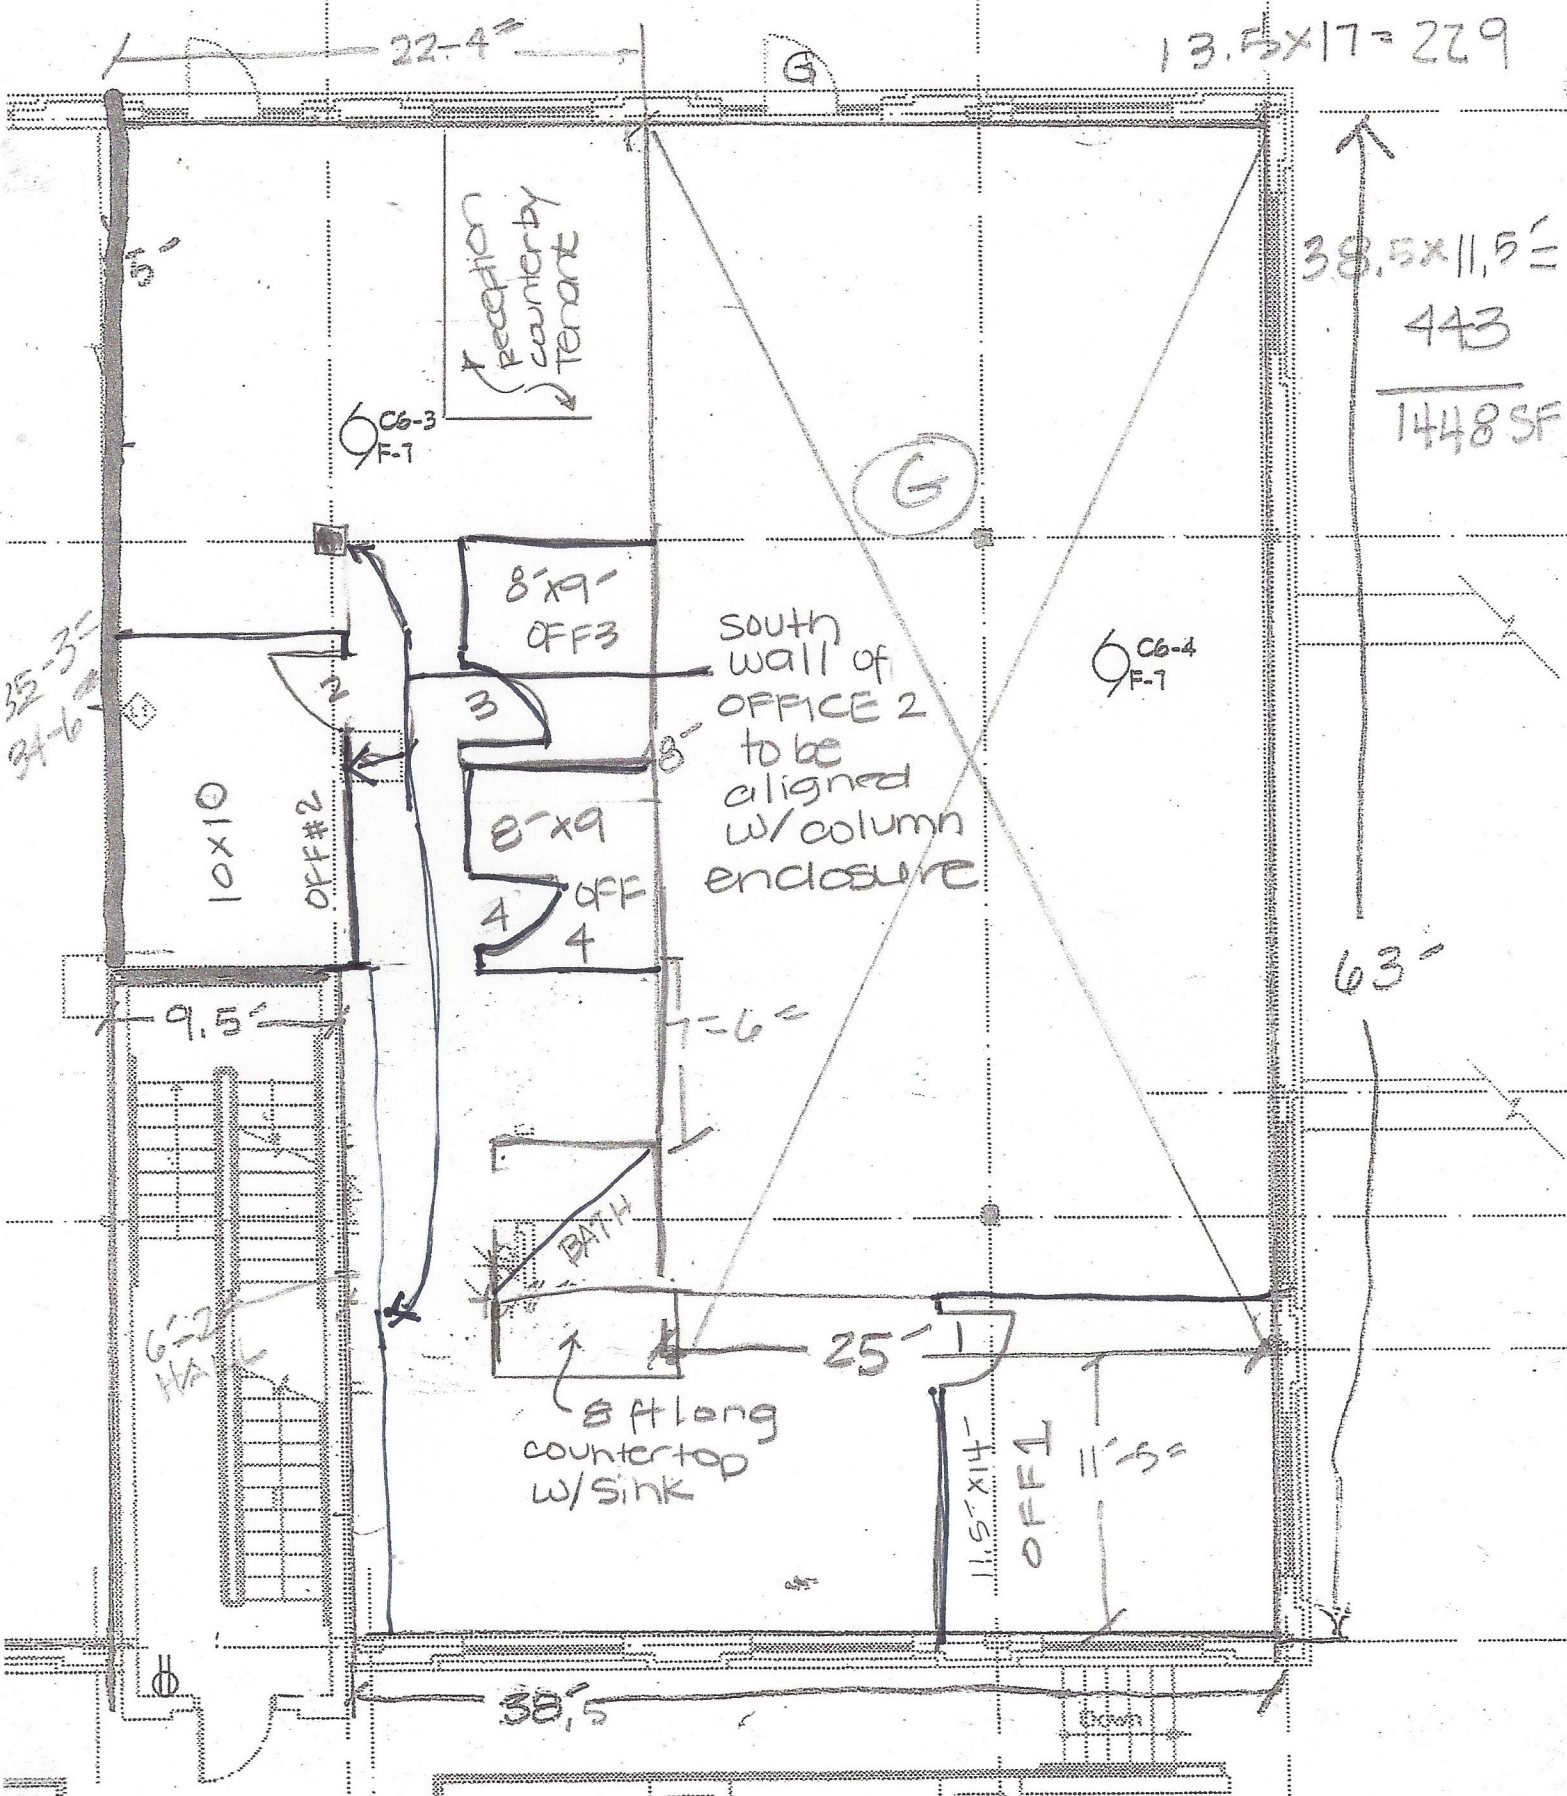 22-4"
G
13.5x17=229
5'
Reception
counter by
Tenant
38.5x11.5'=
443
1448 SF
C6-3
F-7
G
8'x9'
OFF3
south
wall of
OFFICE 2
to be
aligned
w/column
enclosure
C6-4
F-7
35-3"
34-6"
2
3
8'
10x10
OFF#2
8'x9
OFF
4
4
63'
9.5'
7'-6"
BATH
6'-2"
HALL
25'
1
8 ft long
countertop
w/sink
11.5'x14'
OFF1
11'-5"
38.5'
Down